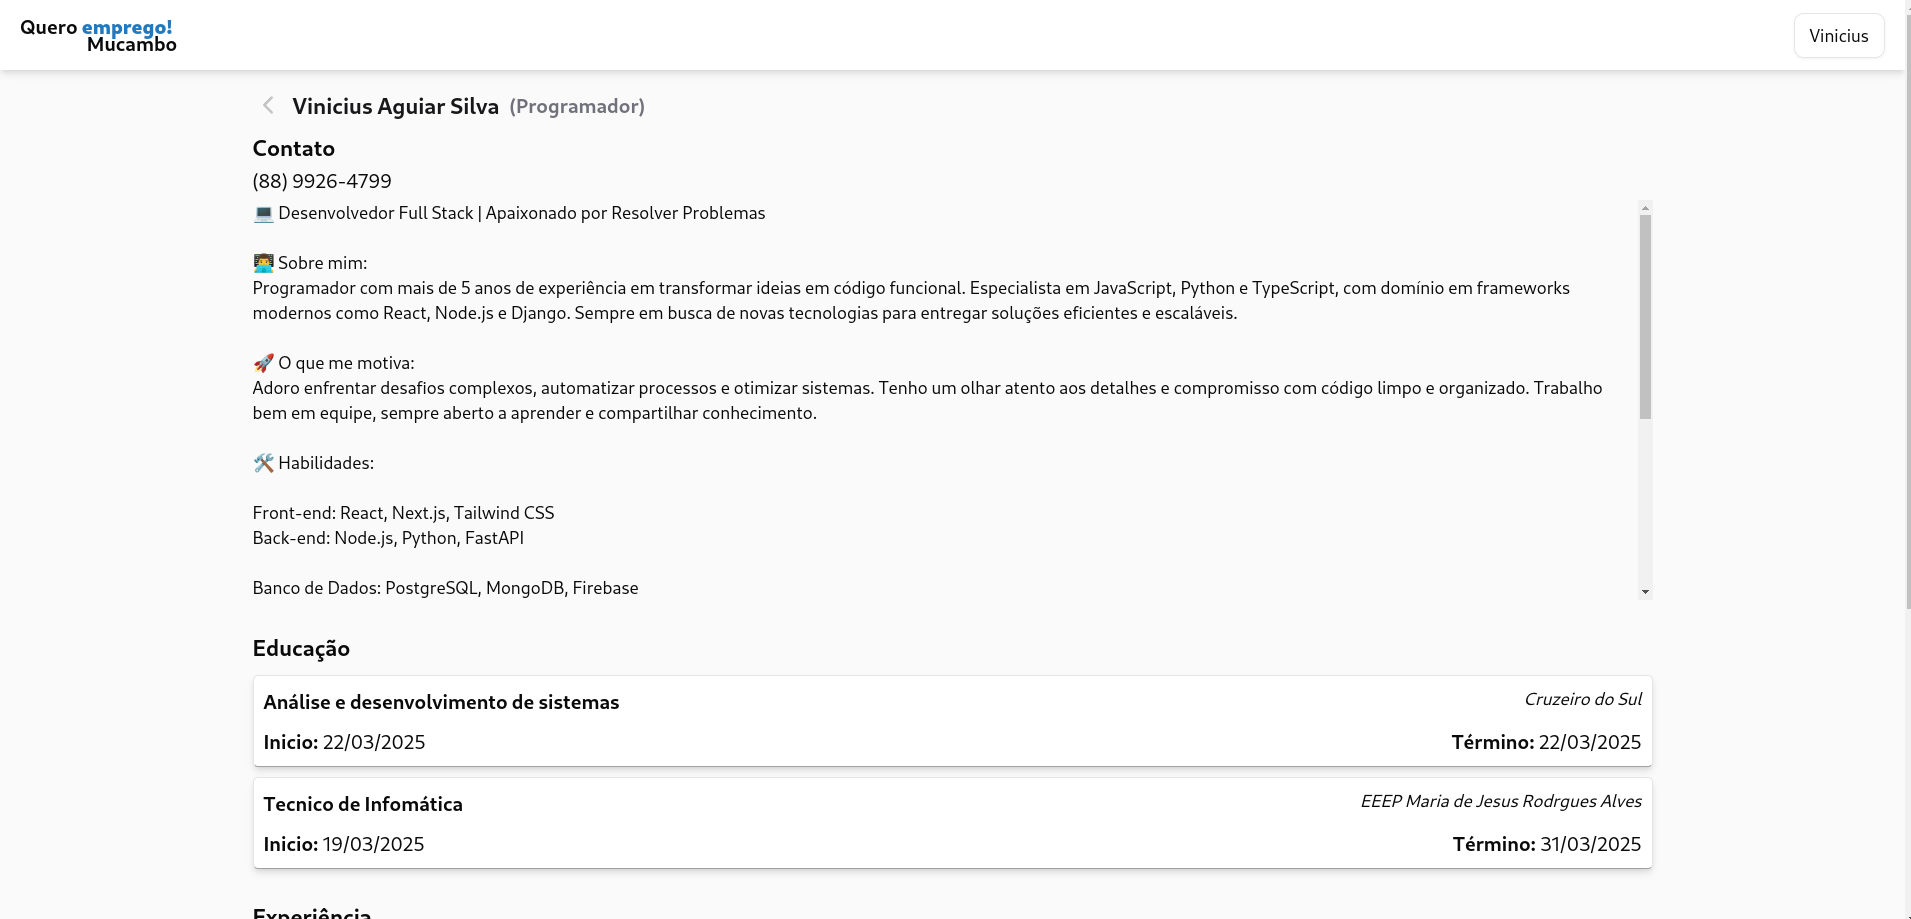 Quero emprego!
Mucambo
Vinicius
Vinicius Aguiar Silva (Programador)
Contato
(88) 9926-4799
💻 Desenvolvedor Full Stack | Apaixonado por Resolver Problemas
👨‍💻 Sobre mim:
Programador com mais de 5 anos de experiência em transformar ideias em código funcional. Especialista em JavaScript, Python e TypeScript, com domínio em frameworks
modernos como React, Node.js e Django. Sempre em busca de novas tecnologias para entregar soluções eficientes e escaláveis.
🚀 O que me motiva:
Adoro enfrentar desafios complexos, automatizar processos e otimizar sistemas. Tenho um olhar atento aos detalhes e compromisso com código limpo e organizado. Trabalho
bem em equipe, sempre aberto a aprender e compartilhar conhecimento.
🛠️ Habilidades:
Front-end: React, Next.js, Tailwind CSS
Back-end: Node.js, Python, FastAPI
Banco de Dados: PostgreSQL, MongoDB, Firebase
Educação
Análise e desenvolvimento de sistemas
Cruzeiro do Sul
Inicio: 22/03/2025
Término: 22/03/2025
Tecnico de Infomática
EEEP Maria de Jesus Rodrgues Alves
Inicio: 19/03/2025
Término: 31/03/2025
Experiência